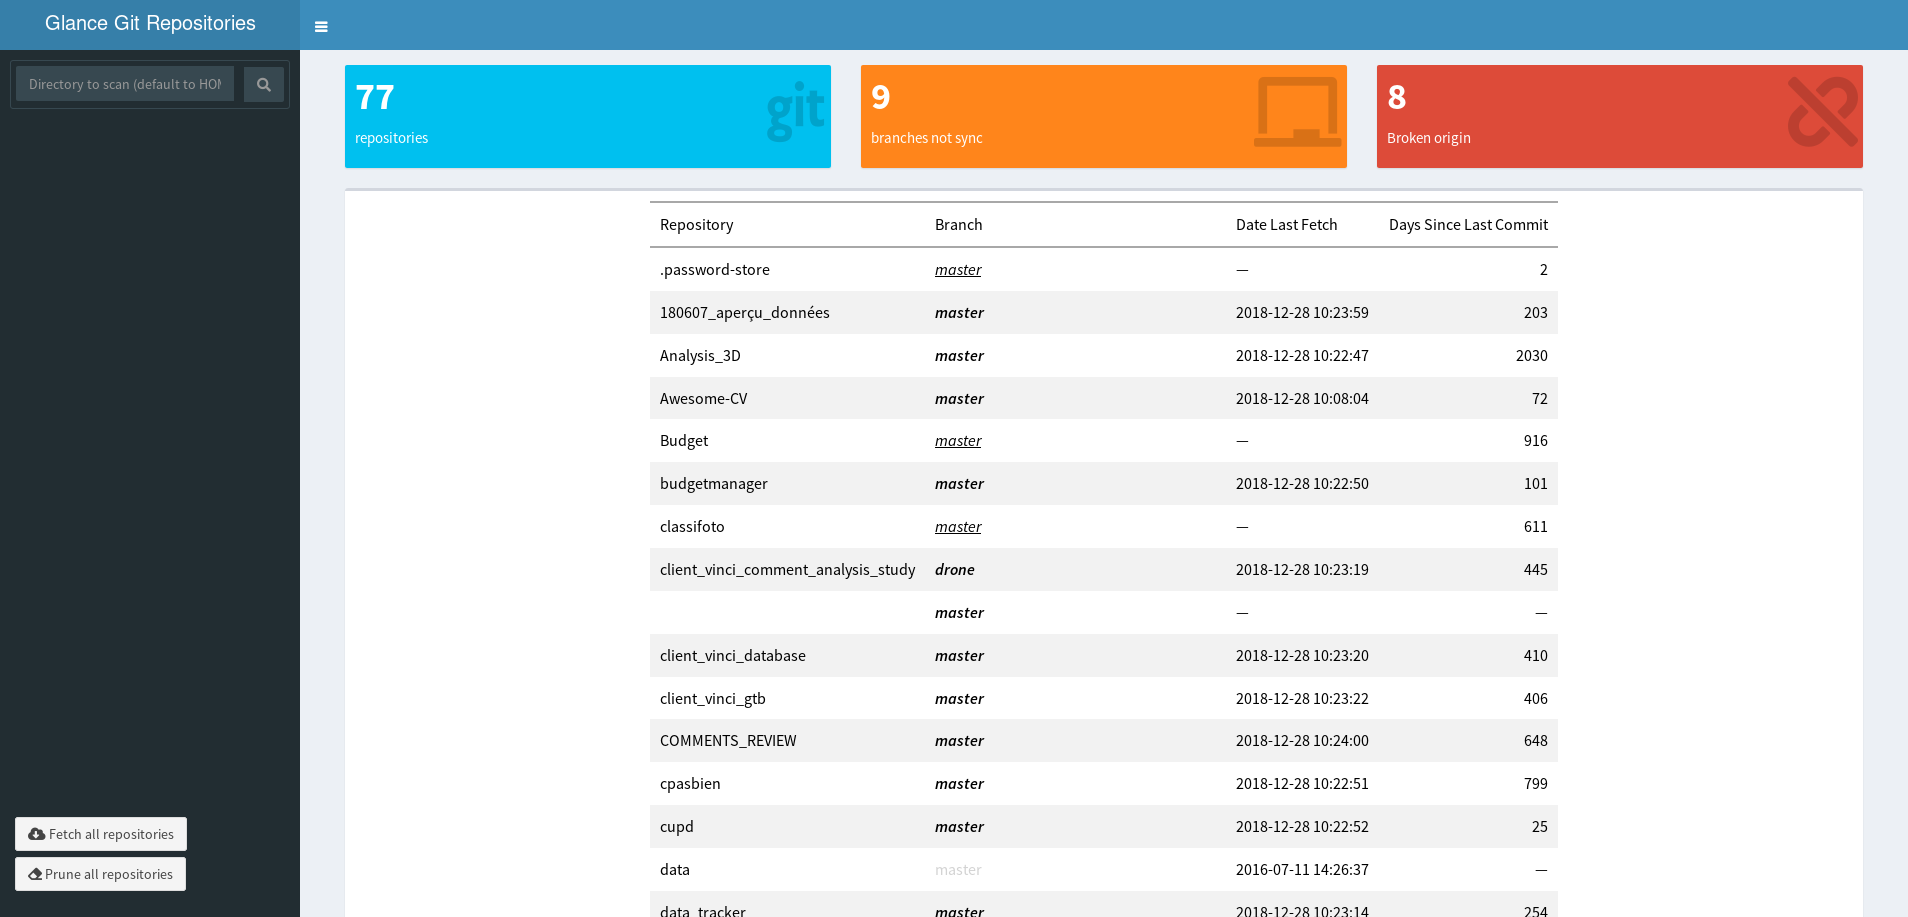 Glance Git Repositories
Directory to scan (default to HOM
77
repositories
git
9
branches not sync
8
Broken origin
Repository Branch Date Last Fetch Days Since Last Commit
.password-store master — 2
180607_aperçu_données master 2018-12-28 10:23:59 203
Analysis_3D master 2018-12-28 10:22:47 2030
Awesome-CV master 2018-12-28 10:08:04 72
Budget master — 916
budgetmanager master 2018-12-28 10:22:50 101
classifoto master — 611
client_vinci_comment_analysis_study drone 2018-12-28 10:23:19 445
master — —
client_vinci_database master 2018-12-28 10:23:20 410
client_vinci_gtb master 2018-12-28 10:23:22 406
COMMENTS_REVIEW master 2018-12-28 10:24:00 648
cpasbien master 2018-12-28 10:22:51 799
cupd master 2018-12-28 10:22:52 25
data master 2016-07-11 14:26:37 —
data_tracker master 2018-12-28 10:23:14 254
Fetch all repositories
Prune all repositories